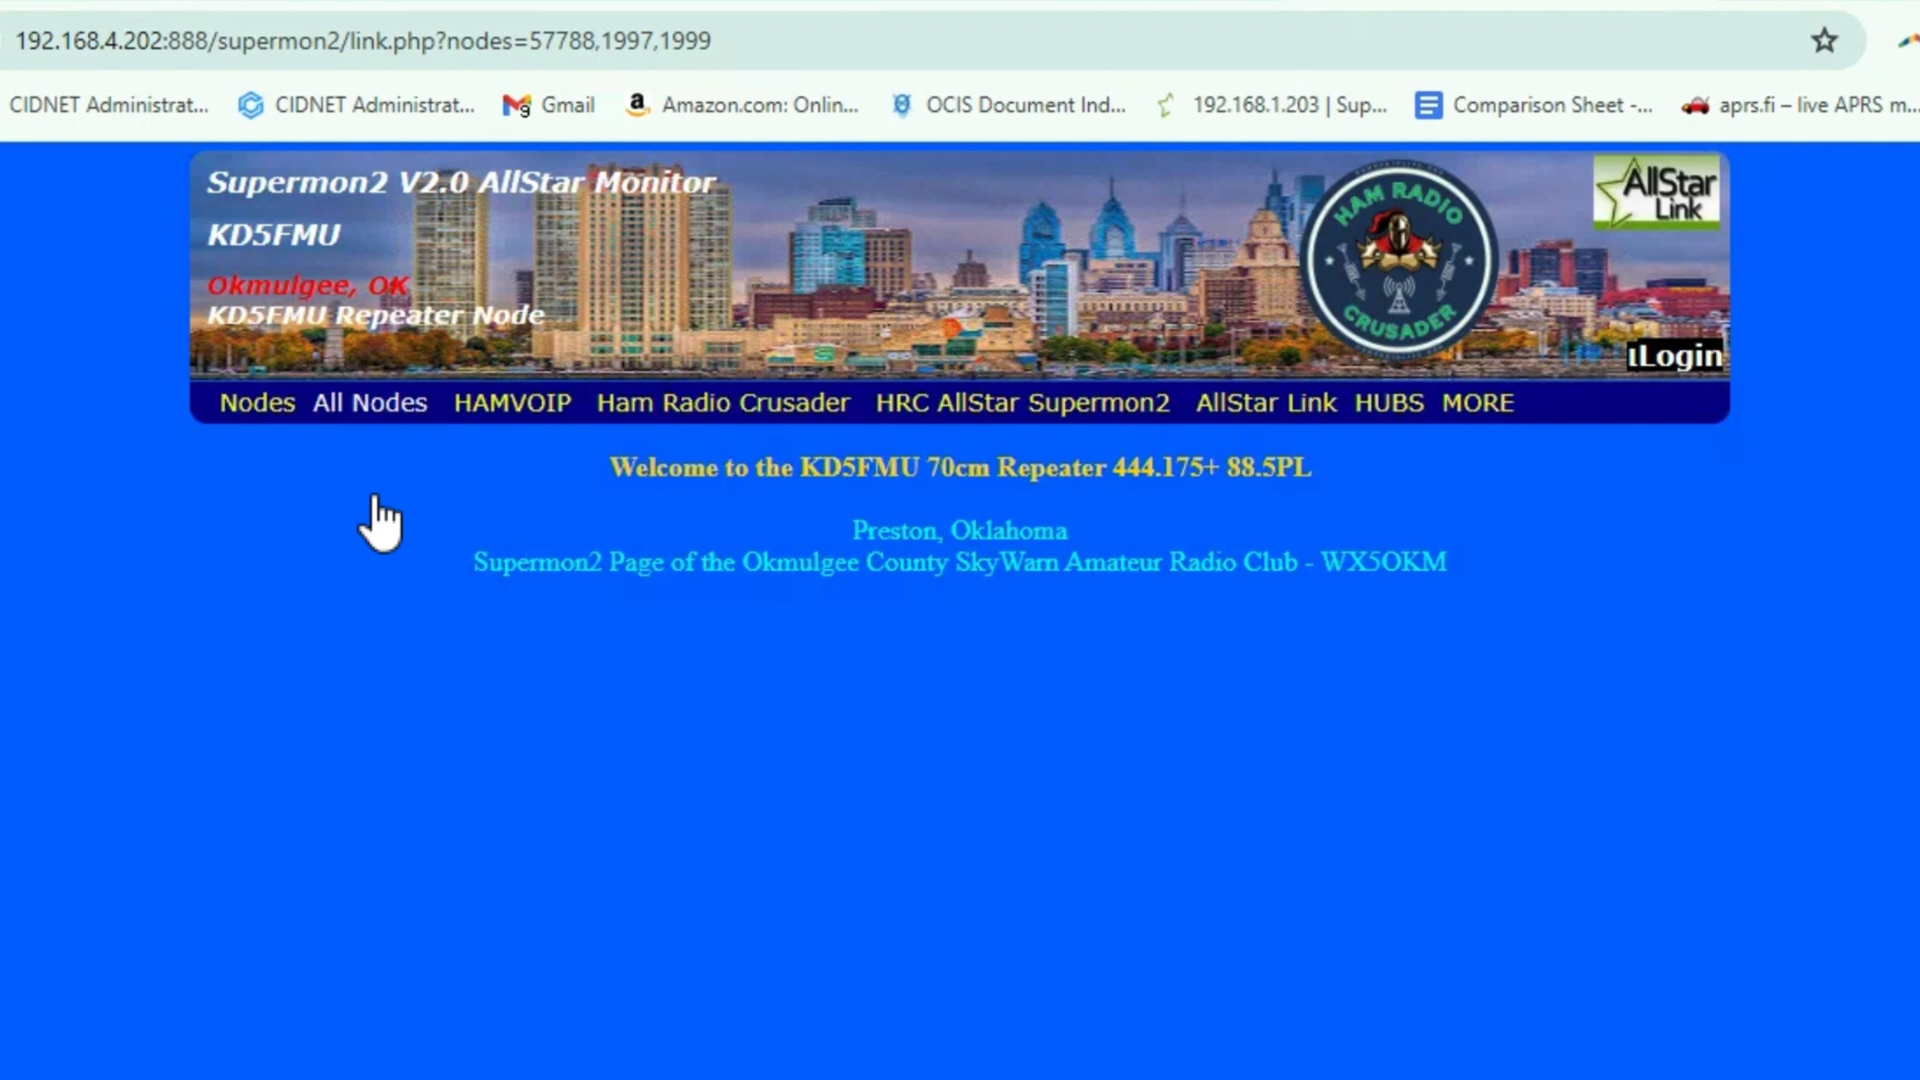 192.168.4.202:888/supermon2/link.php?nodes=57788,1997,1999
CIDNET Administrat... CIDNET Administrat... Gmail Amazon.com: Onlin... OCIS Document Ind... 192.168.1.203 | Sup... Comparison Sheet -... aprs.fi – live APRS m...
Supermon2 V2.0 AllStar Monitor
KD5FMU
Okmulgee, OK
KD5FMU Repeater Node
HAM RADIO
CRUSADER
AllStar
Link
Login
Nodes All Nodes HAMVOIP Ham Radio Crusader HRC AllStar Supermon2 AllStar Link HUBS MORE
Welcome to the KD5FMU 70cm Repeater 444.175+ 88.5PL
Preston, Oklahoma
Supermon2 Page of the Okmulgee County SkyWarn Amateur Radio Club - WX5OKM